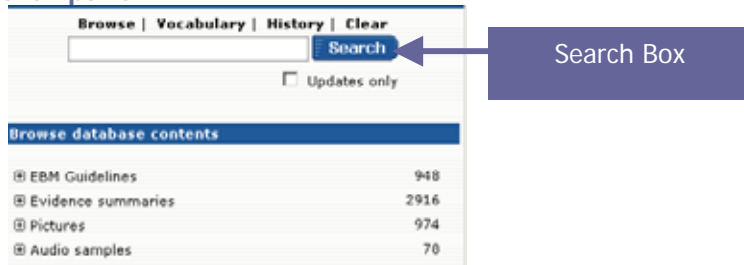 Browse | Vocabulary | History | Clear
Search
Search Box
Updates only
Browse database contents
EBM Guidelines 948
Evidence summaries 2916
Pictures 974
Audio samples 78